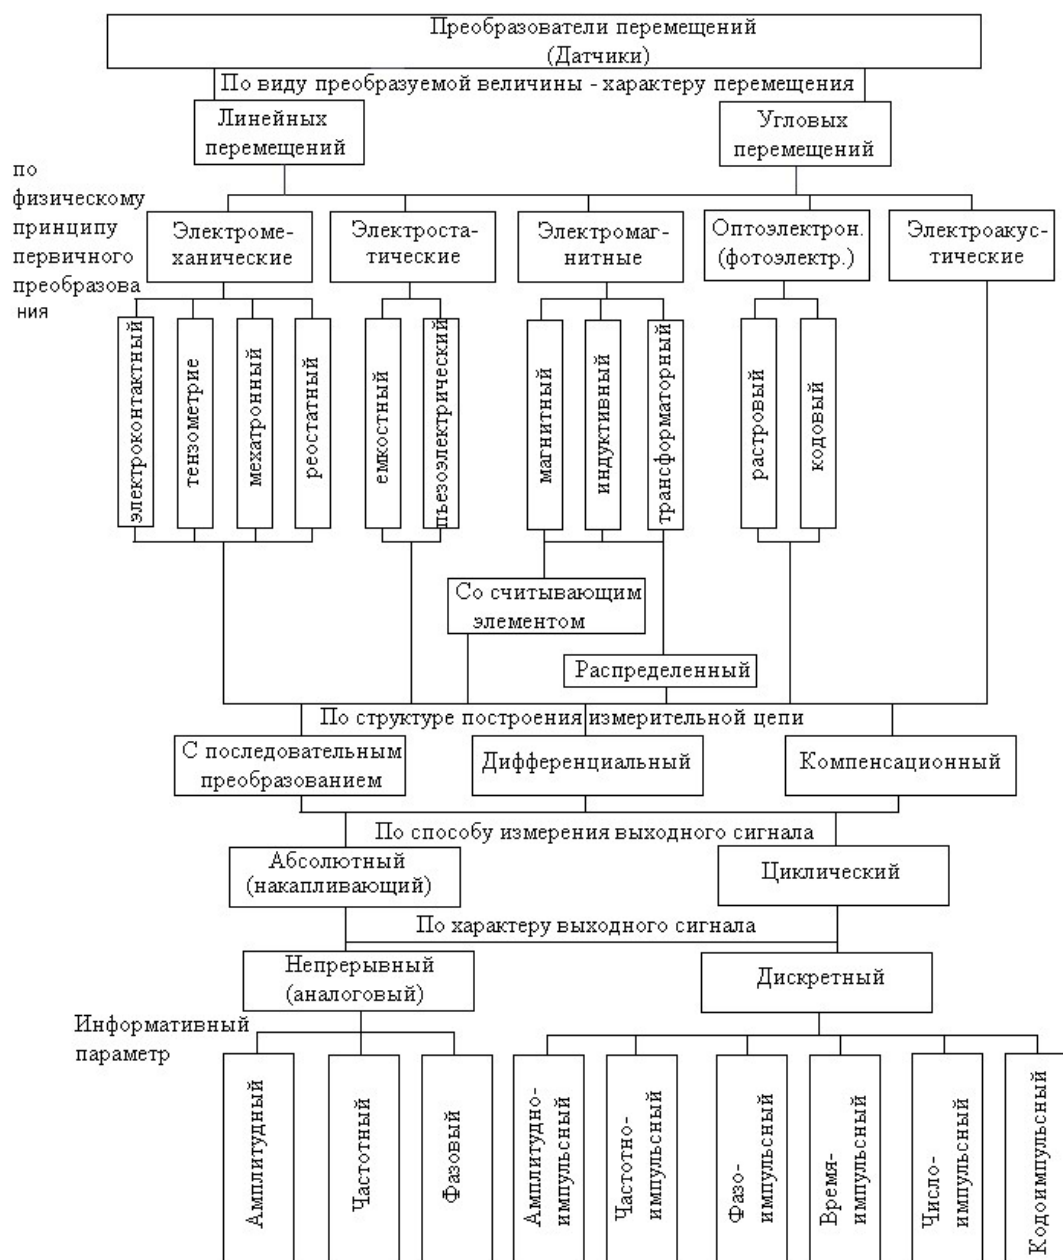 Преобразователи перемещений
(Датчики)
По виду преобразуемой величины - характеру перемещения
Линейных
перемещений
Угловых
перемещений
по
физическому
принципу
первичного
преобразова
ния
Электроме-
ханические
Электроста-
тические
Электромаг-
нитные
Оптоэлектрон.
(фотоэлектр.)
Электроакус-
тические
электроконтактный
тензометрие
мехатронный
реостатный
емкостный
пъезоэлектрический
магнитный
индуктивный
трансформаторный
растровый
кодовый
Со считывающим
элементом
Распределенный
По структуре построения измерительной цепи
С последовательным
преобразованием
Дифференциальный
Компенсационный
По способу измерения выходного сигнала
Абсолютный
(накапливающий)
Циклический
По характеру выходного сигнала
Непрерывный
(аналоговый)
Дискретный
Информативный
параметр
Амплитудный
Частотный
Фазовый
Амплитудно-
импульсный
Частотно-
импульсный
Фазо-
импульсный
Время-
импульсный
Число-
импульсный
Кодоимпульсный